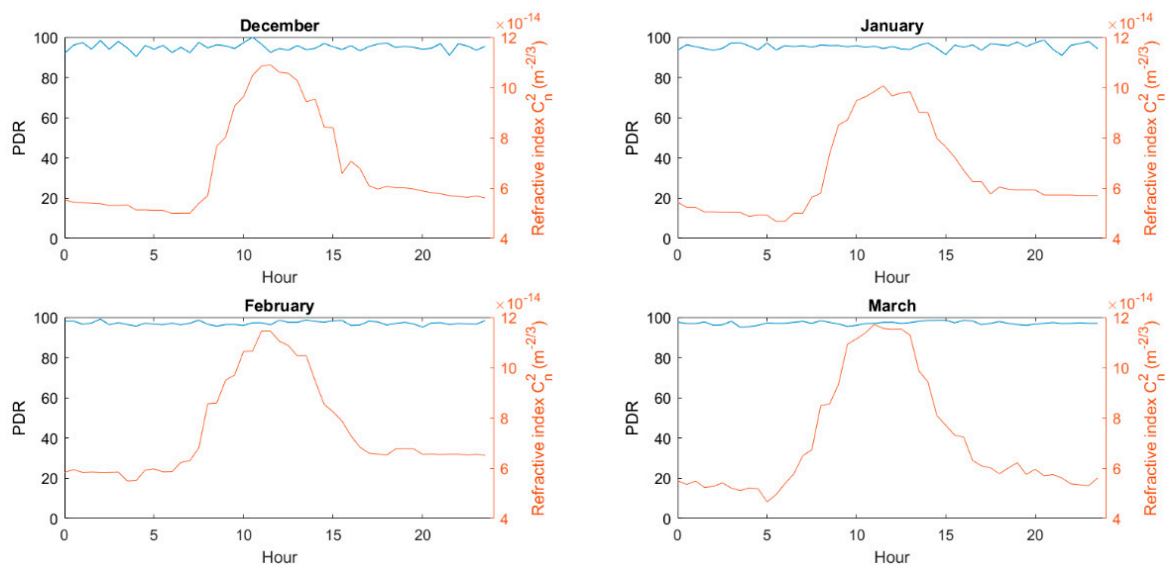 December
×10⁻¹⁴
100
80
60
40
20
0
PDR
12
10
8
6
4
Refractive index C²ₙ (m⁻²/³)
0 5 10 15 20
Hour
January
×10⁻¹⁴
100
80
60
40
20
0
PDR
12
10
8
6
4
Refractive index C²ₙ (m⁻²/³)
0 5 10 15 20
Hour
February
×10⁻¹⁴
100
80
60
40
20
0
PDR
12
10
8
6
4
Refractive index C²ₙ (m⁻²/³)
0 5 10 15 20
Hour
March
×10⁻¹⁴
100
80
60
40
20
0
PDR
12
10
8
6
4
Refractive index C²ₙ (m⁻²/³)
0 5 10 15 20
Hour